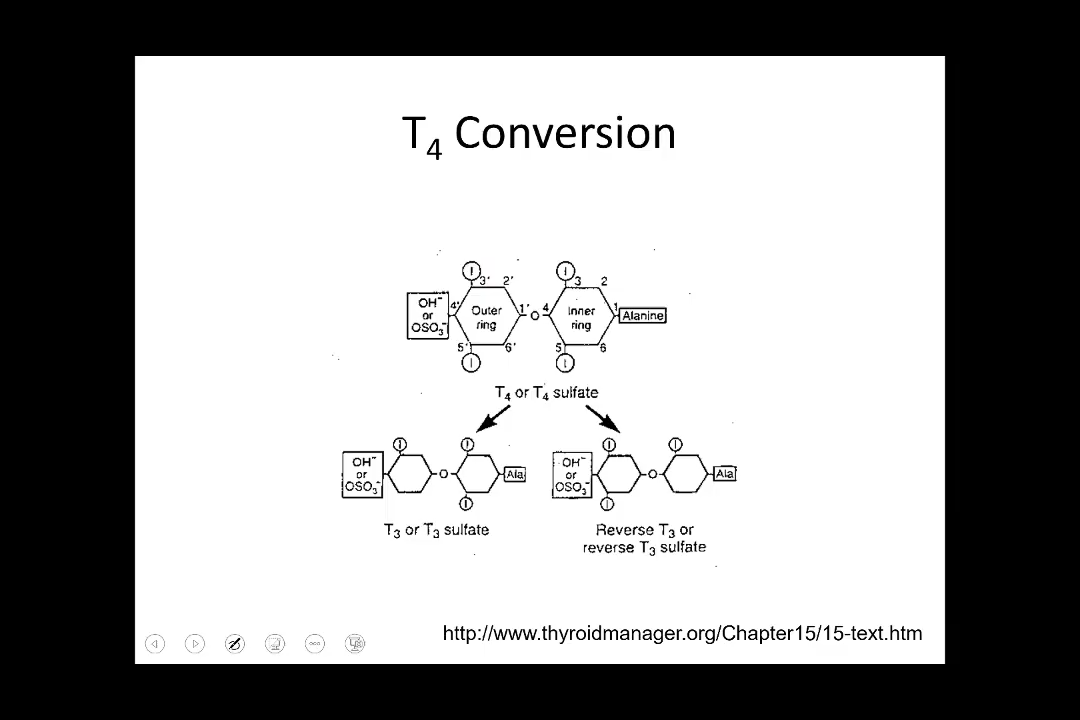 T4 Conversion
I I
3' 2' 3 2
OH⁻
or
OSO3⁻
4' Outer
ring
1' O 4 Inner
ring
1 Alanine
5' 6' 5 6
I I
T4 or T4 sulfate
I I
OH⁻
or
OSO3⁻
O Ala
I
T3 or T3 sulfate
I I
OH⁻
or
OSO3⁻
O Ala
I
Reverse T3 or
reverse T3 sulfate
http://www.thyroidmanager.org/Chapter15/15-text.htm